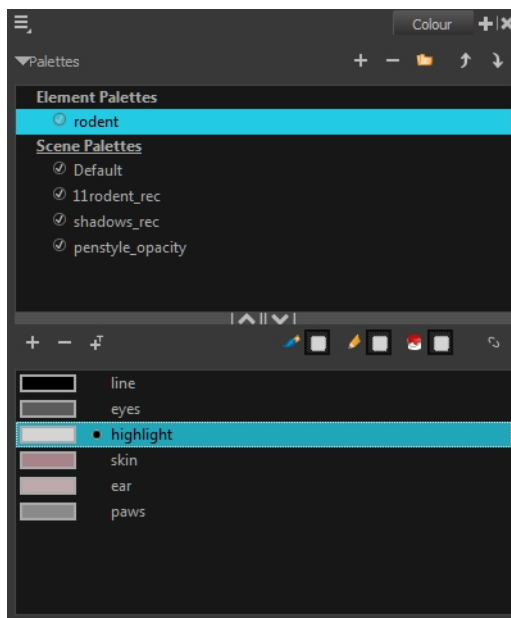 Colour
Palettes
Element Palettes
rodent
Scene Palettes
Default
11rodent_rec
shadows_rec
penstyle_opacity
line
eyes
highlight
skin
ear
paws